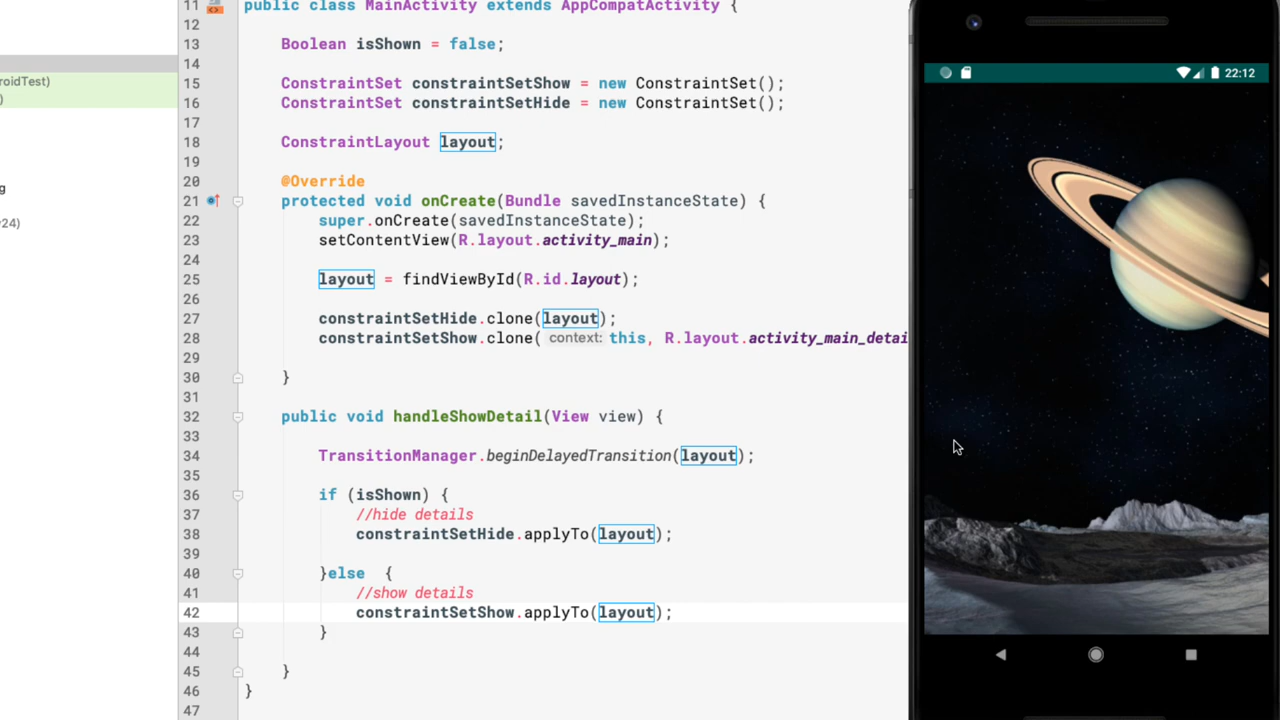 11 public class MainActivity extends AppCompatActivity {
12
13 Boolean isShown = false;
14
15 ConstraintSet constraintSetShow = new ConstraintSet();
16 ConstraintSet constraintSetHide = new ConstraintSet();
17
18 ConstraintLayout layout;
19
20 @Override
21 protected void onCreate(Bundle savedInstanceState) {
22 super.onCreate(savedInstanceState);
23 setContentView(R.layout.activity_main);
24
25 layout = findViewById(R.id.layout);
26
27 constraintSetHide.clone(layout);
28 constraintSetShow.clone( context: this, R.layout.activity_main_detai
29
30 }
31
32 public void handleShowDetail(View view) {
33
34 TransitionManager.beginDelayedTransition(layout);
35
36 if (isShown) {
37 //hide details
38 constraintSetHide.applyTo(layout);
39
40 }else {
41 //show details
42 constraintSetShow.applyTo(layout);
43 }
44
45 }
46 }
47
roidTest)
)
g
v24)
22:12